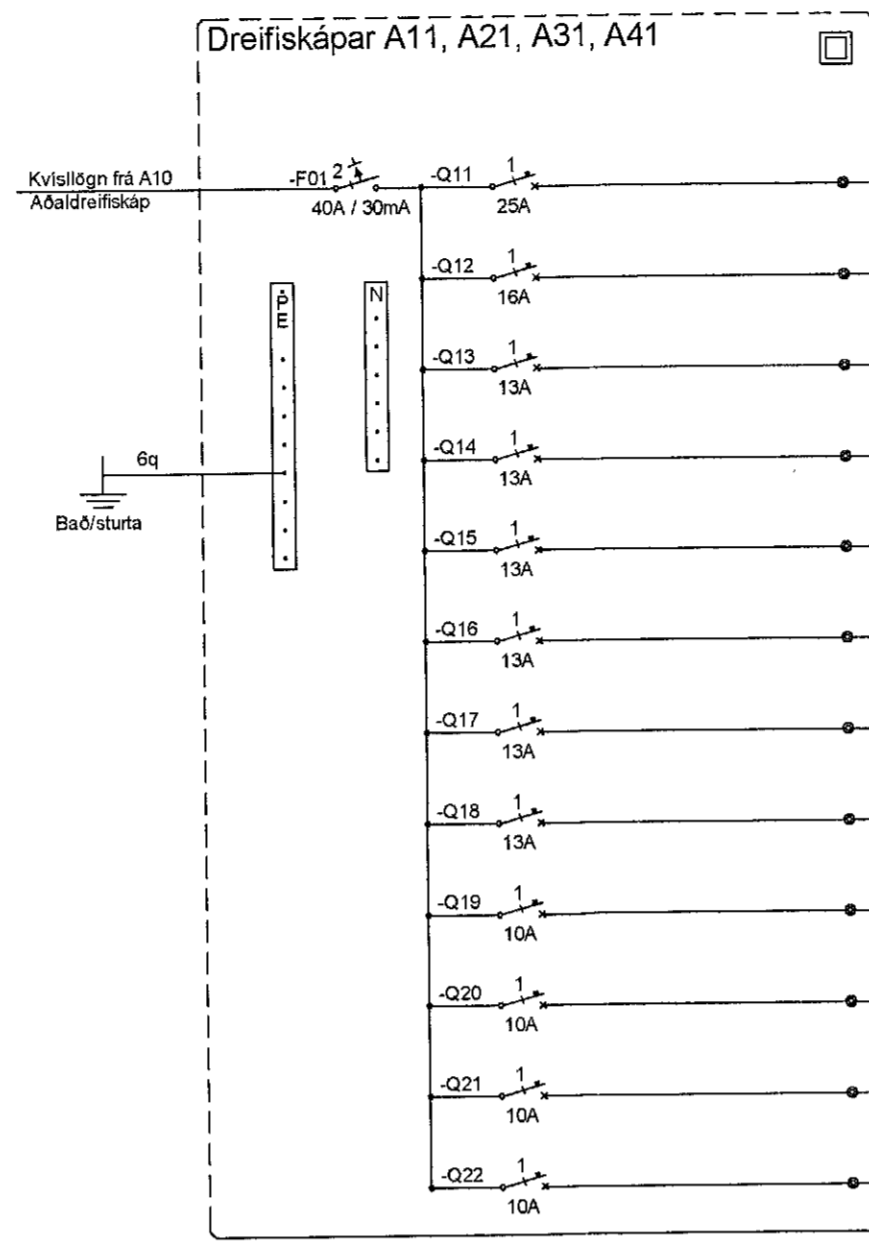 Dreifiskápar A11, A21, A31, A41
Kvísllögn frá A10
Aðaldreifiskáp
-F01
2
40A / 30mA
-Q11
1
25A
-Q12
1
16A
PE
N
-Q13
1
13A
-Q14
1
13A
6q
Bað/sturta
-Q15
1
13A
-Q16
1
13A
-Q17
1
13A
-Q18
1
13A
-Q19
1
10A
-Q20
1
10A
-Q21
1
10A
-Q22
1
10A